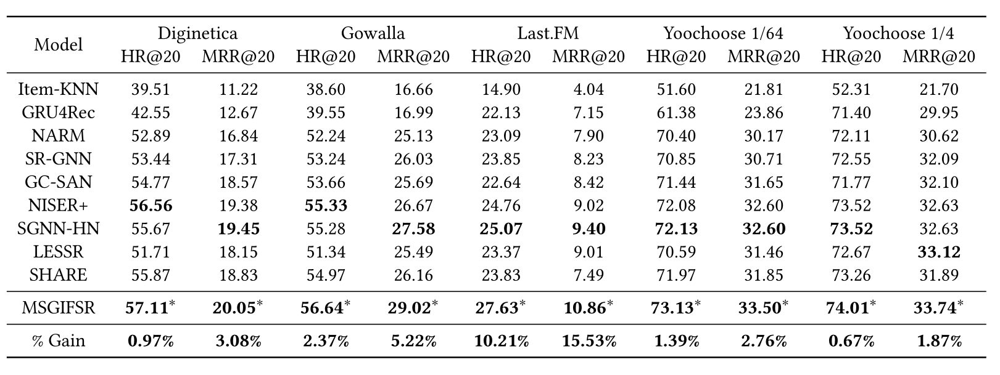 Model Diginetica Gowalla Last.FM Yoochoose 1/64 Yoochoose 1/4
HR@20 MRR@20 HR@20 MRR@20 HR@20 MRR@20 HR@20 MRR@20 HR@20 MRR@20
Item-KNN 39.51 11.22 38.60 16.66 14.90 4.04 51.60 21.81 52.31 21.70
GRU4Rec 42.55 12.67 39.55 16.99 22.13 7.15 61.38 23.86 71.40 29.95
NARM 52.89 16.84 52.24 25.13 23.09 7.90 70.40 30.17 72.11 30.62
SR-GNN 53.44 17.31 53.24 26.03 23.85 8.23 70.85 30.71 72.55 32.09
GC-SAN 54.77 18.57 53.66 25.69 22.64 8.42 71.44 31.65 71.77 32.10
NISER+ 56.56 19.38 55.33 26.67 24.76 9.02 72.08 32.60 73.52 32.63
SGNN-HN 55.67 19.45 55.28 27.58 25.07 9.40 72.13 32.60 73.52 32.63
LESSR 51.71 18.15 51.34 25.49 23.37 9.01 70.59 31.46 72.67 33.12
SHARE 55.87 18.83 54.97 26.16 23.83 7.49 71.97 31.85 73.26 31.89
MSGIFSR 57.11* 20.05* 56.64* 29.02* 27.63* 10.86* 73.13* 33.50* 74.01* 33.74*
% Gain 0.97% 3.08% 2.37% 5.22% 10.21% 15.53% 1.39% 2.76% 0.67% 1.87%